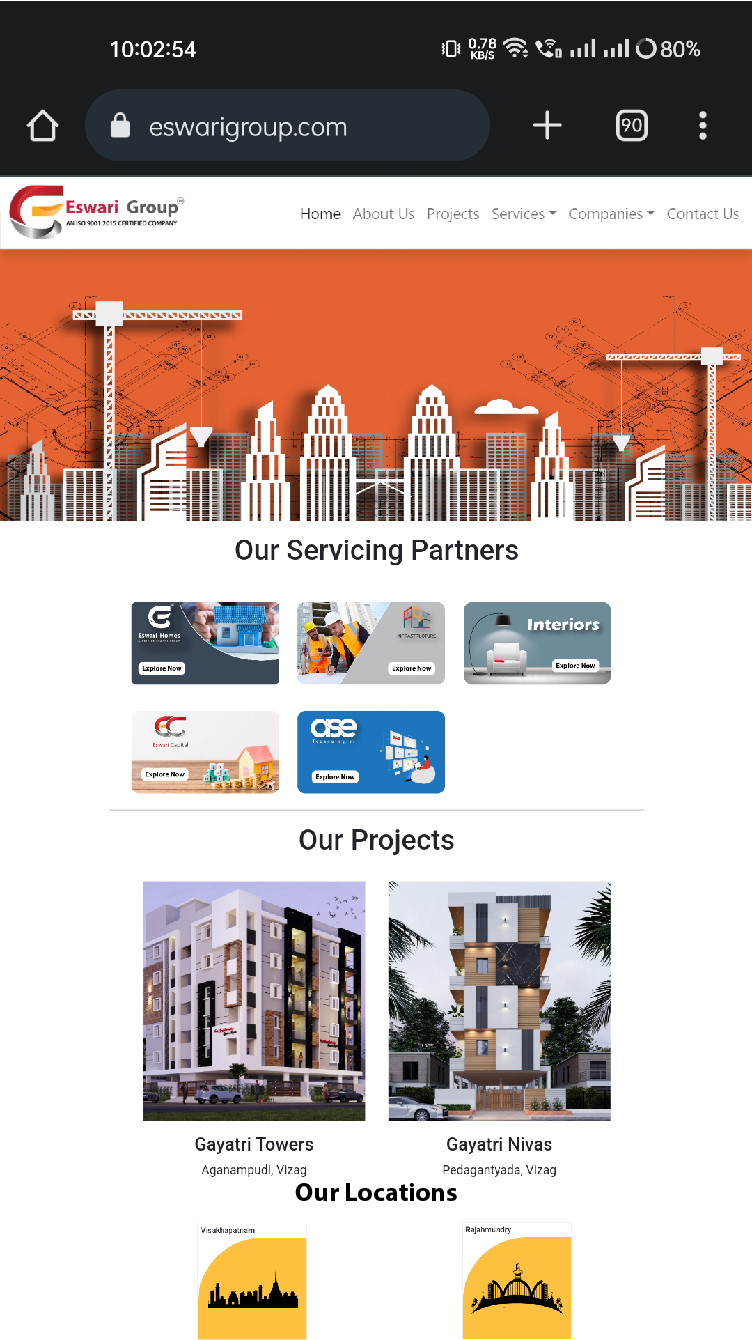 10:02:54
0.78
KB/S
80%
eswarigroup.com
90
Eswari Group
AN ISO 9001:2015 CERTIFIED COMPANY
Home About Us Projects Services Companies Contact Us
Our Servicing Partners
Eswari Homes
Explore Now
INFRASTRUCTURE
Explore Now
Interiors
Explore Now
Eswari Capital
Explore Now
ase
Explore Now
Our Projects
Gayatri Towers
Aganampudi, Vizag
Gayatri Nivas
Pedagantyada, Vizag
Our Locations
Visakhapatnam
Rajahmundry